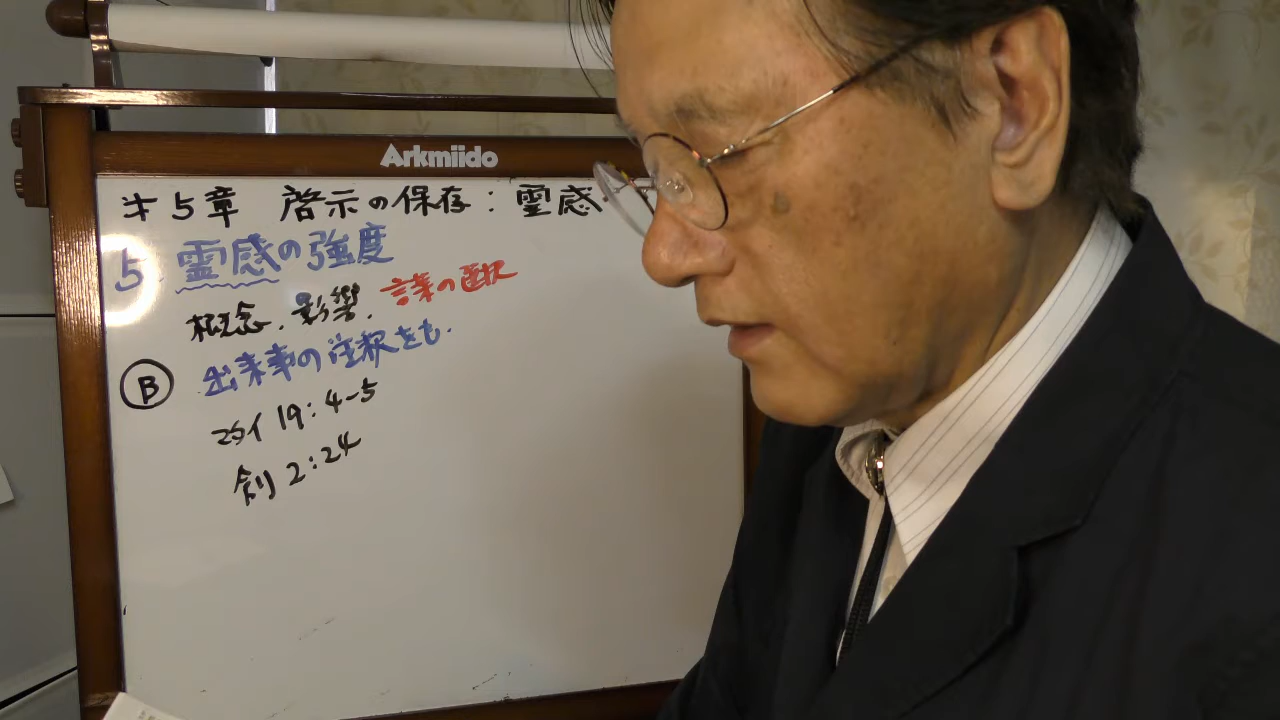 Arkmiido
才5章 啓示の保存:霊感
5 霊感の強度
概念、影響、言葉の選択
B 出来事の注釈をも.
マタイ 19:4-5
創 2:24